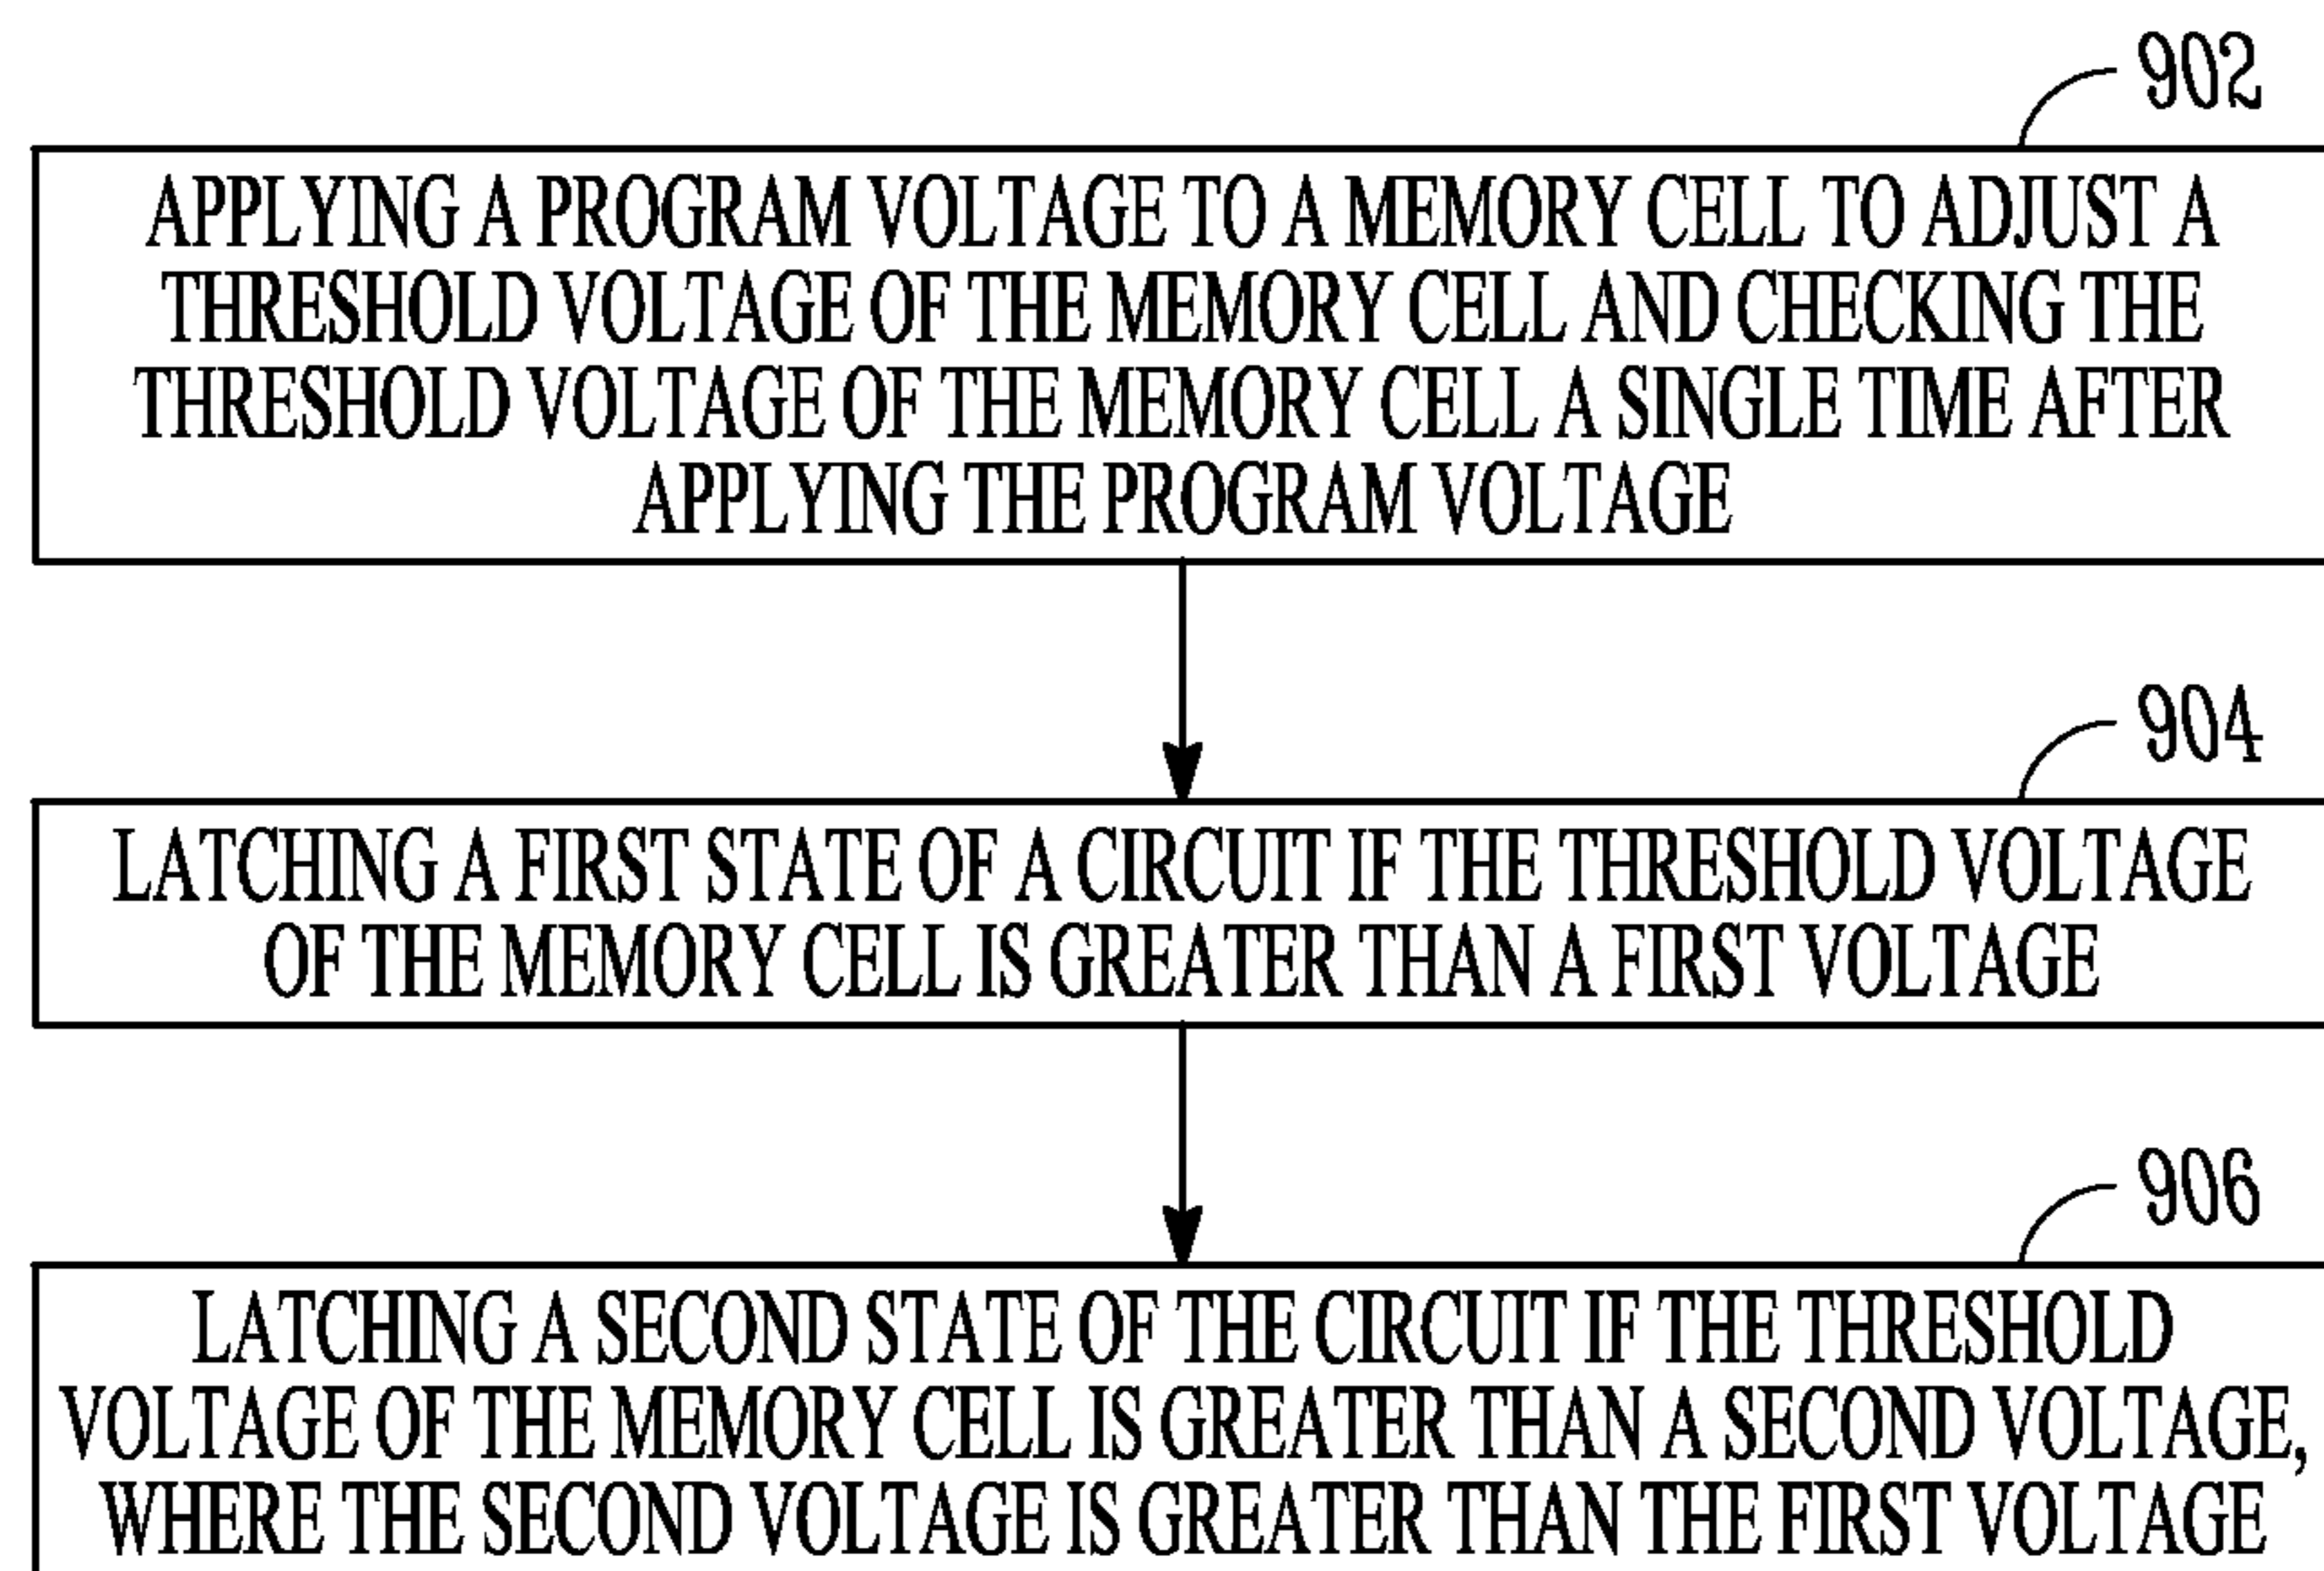 902
APPLYING A PROGRAM VOLTAGE TO A MEMORY CELL TO ADJUST A
THRESHOLD VOLTAGE OF THE MEMORY CELL AND CHECKING THE
THRESHOLD VOLTAGE OF THE MEMORY CELL A SINGLE TIME AFTER
APPLYING THE PROGRAM VOLTAGE
904
LATCHING A FIRST STATE OF A CIRCUIT IF THE THRESHOLD VOLTAGE
OF THE MEMORY CELL IS GREATER THAN A FIRST VOLTAGE
906
LATCHING A SECOND STATE OF THE CIRCUIT IF THE THRESHOLD
VOLTAGE OF THE MEMORY CELL IS GREATER THAN A SECOND VOLTAGE,
WHERE THE SECOND VOLTAGE IS GREATER THAN THE FIRST VOLTAGE